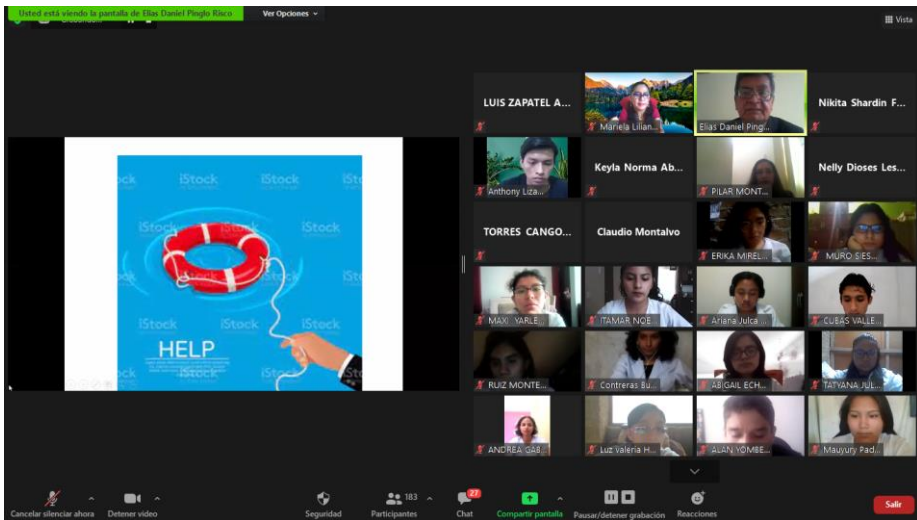 Usted está viendo la pantalla de Elias Daniel Pinglo Risco
Ver Opciones
Vista
LUIS ZAPATEL A...
Mariela Lilian...
Elias Daniel Ping...
Nikita Shardin F...
Anthony Liza...
Keyla Norma Ab...
PILAR MONT...
Nelly Dioses Les...
TORRES CANGO...
Claudio Montalvo
ERIKA MIREL...
MURO SIES...
MAXI YARLE...
ITAMAR NOE...
Ariana Julca ...
CUBAS VALLE...
RUIZ MONTE...
Contreras Bu...
ABIGAIL ECH...
TATYANA JUL...
ANDREA GAB...
Luz Valeria H...
ALAN YOMBE...
Mayury Pad...
iStock
iStock
iStock
iStock
iStock
iStock
HELP
Cancelar silenciar ahora
Detener video
Seguridad
183
Participantes
27
Chat
Compartir pantalla
Pausar/detener grabación
Reacciones
Salir